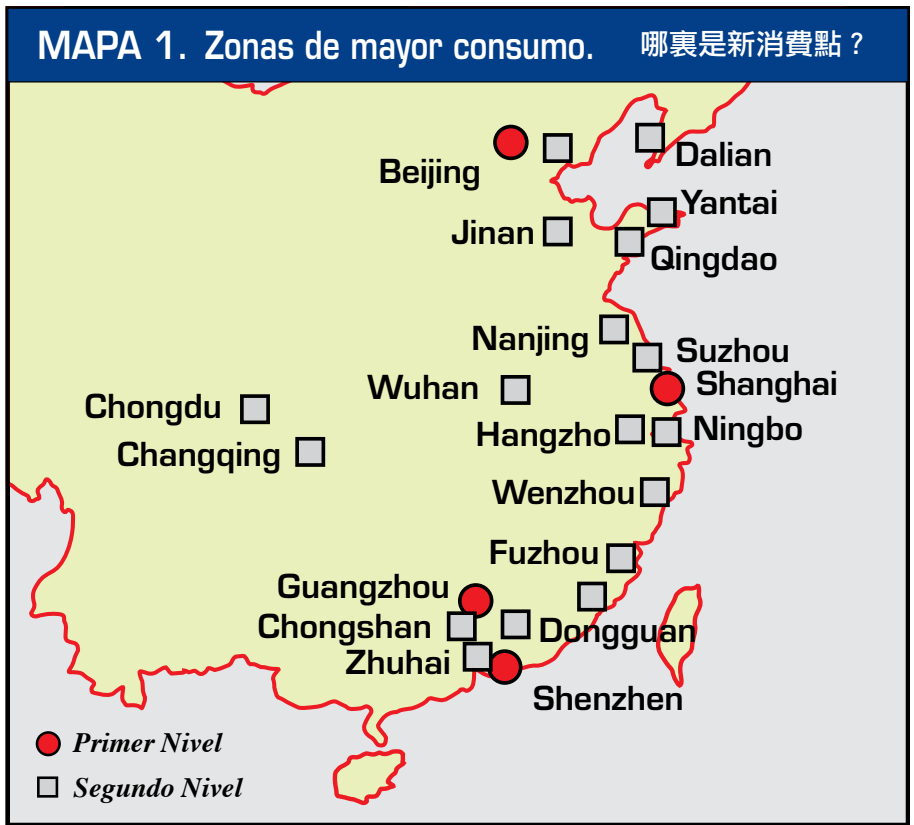 MAPA 1. Zonas de mayor consumo. 哪裏是新消費點？
Beijing
Dalian
Yantai
Jinan
Qingdao
Nanjing
Suzhou
Wuhan
Shanghai
Chongdu
Hangzho
Ningbo
Changqing
Wenzhou
Fuzhou
Guangzhou
Chongshan
Dongguan
Zhuhai
Shenzhen
Primer Nivel
Segundo Nivel